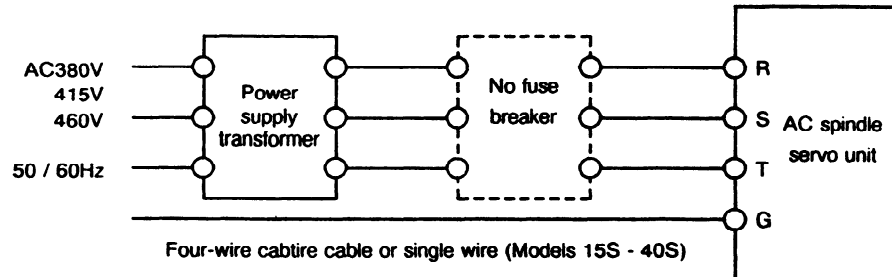 AC380V
415V
460V
50 / 60Hz
Power
supply
transformer
No fuse
breaker
R
S
T
G
AC spindle
servo unit
Four-wire cabtire cable or single wire (Models 15S - 40S)